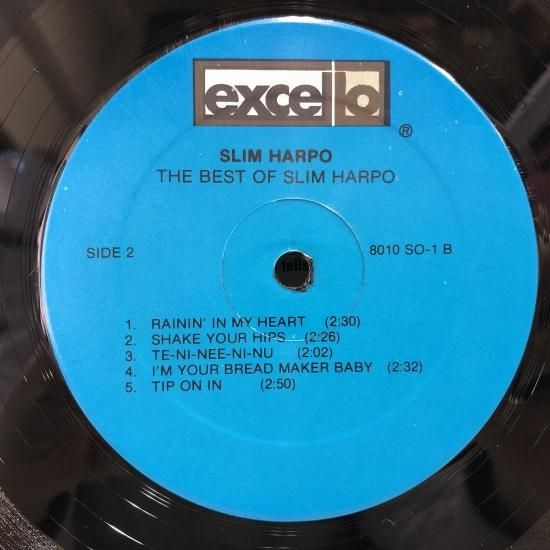 excello
®
SLIM HARPO
THE BEST OF SLIM HARPO
SIDE 2
8010 SO-1 B
tells
1. RAININ' IN MY HEART (2:30)
2. SHAKE YOUR HIPS (2:26)
3. TE-NI-NEE-NI-NU (2:02)
4. I'M YOUR BREAD MAKER BABY (2:32)
5. TIP ON IN (2:50)